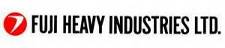 FUJI HEAVY INDUSTRIES LTD.